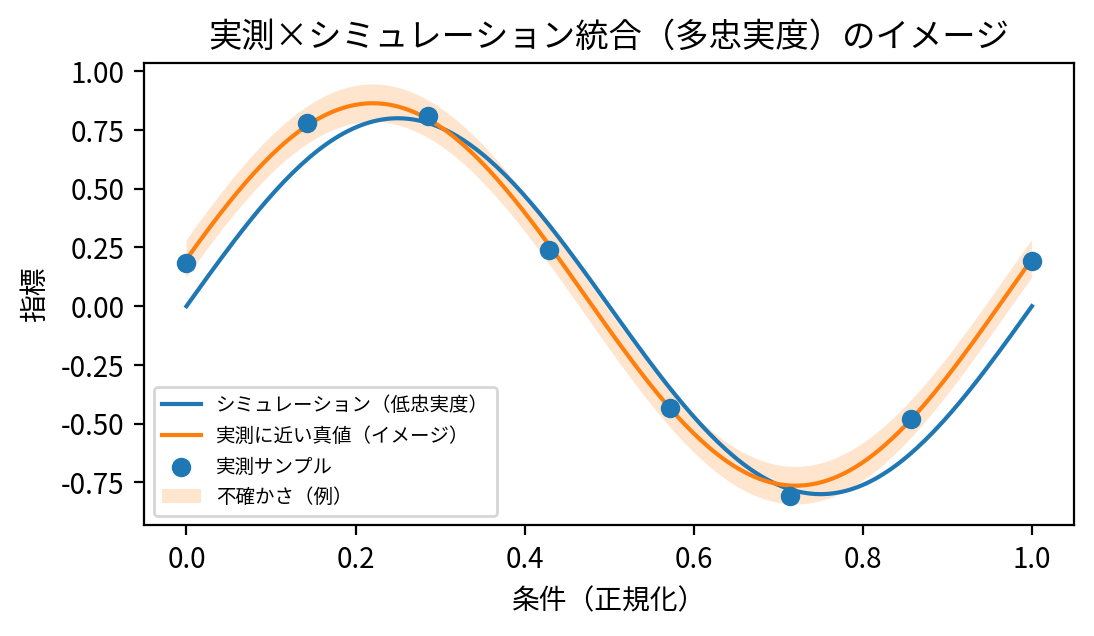 実測×シミュレーション統合（多忠実度）のイメージ
指標
1.00
0.75
0.50
0.25
0.00
-0.25
-0.50
-0.75
シミュレーション（低忠実度）
実測に近い真値（イメージ）
実測サンプル
不確かさ（例）
0.0 0.2 0.4 0.6 0.8 1.0
条件（正規化）